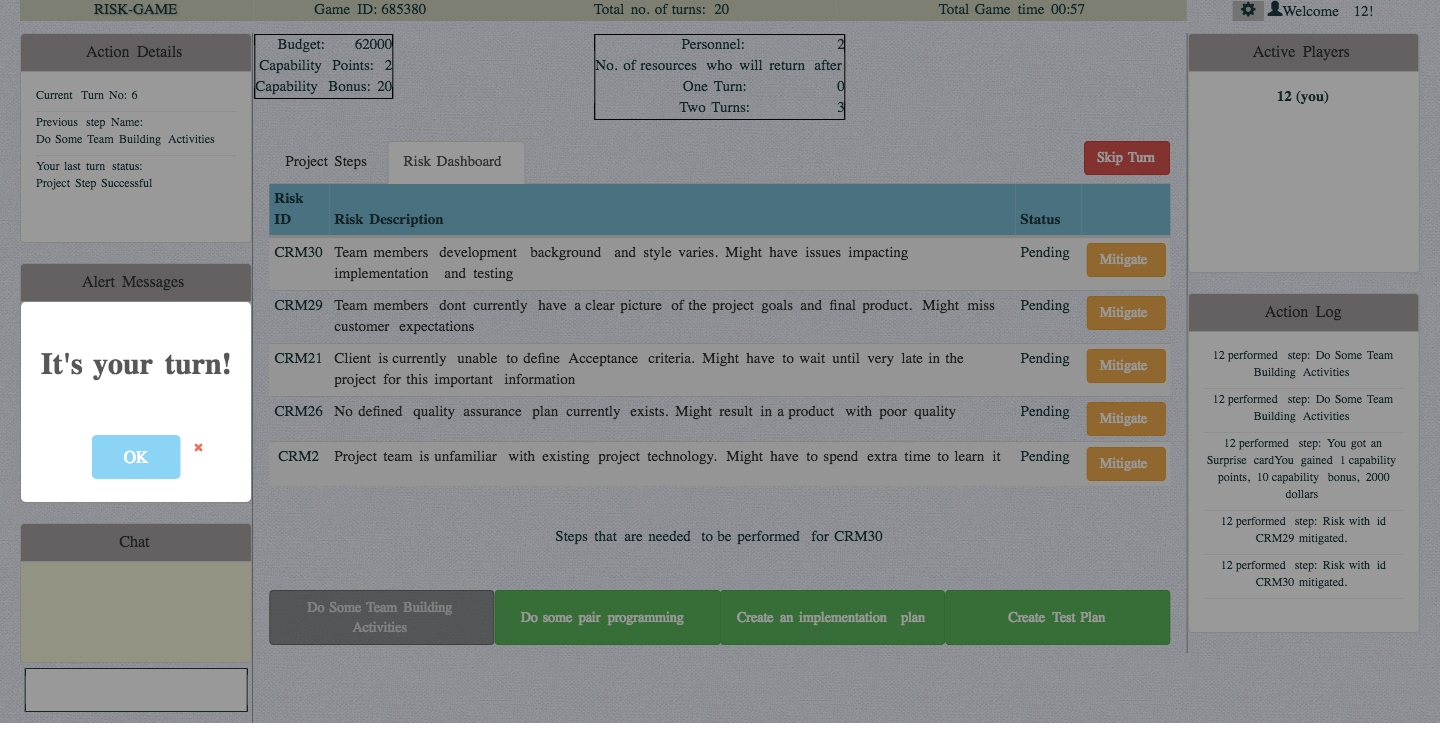 RISK-GAME
Game ID: 685380
Total no. of turns: 20
Total Game time 00:57
Welcome 12!
Action Details
Current Turn No: 6
Previous step Name:
Do Some Team Building Activities
Your last turn status:
Project Step Successful
Alert Messages
It's your turn!
OK
Chat
Budget: 62000
Capability Points: 2
Capability Bonus: 20
Personnel: 2
No. of resources who will return after
One Turn: 0
Two Turns: 3
Project Steps
Risk Dashboard
Skip Turn
Risk
ID
Risk Description
Status
CRM30
Team members development background and style varies. Might have issues impacting
implementation and testing
Pending
Mitigate
CRM29
Team members dont currently have a clear picture of the project goals and final product. Might miss
customer expectations
Pending
Mitigate
CRM21
Client is currently unable to define Acceptance criteria. Might have to wait until very late in the
project for this important information
Pending
Mitigate
CRM26
No defined quality assurance plan currently exists. Might result in a product with poor quality
Pending
Mitigate
CRM2
Project team is unfamiliar with existing project technology. Might have to spend extra time to learn it
Pending
Mitigate
Steps that are needed to be performed for CRM30
Do Some Team Building
Activities
Do some pair programming
Create an implementation plan
Create Test Plan
Active Players
12 (you)
Action Log
12 performed step: Do Some Team
Building Activities
12 performed step: Do Some Team
Building Activities
12 performed step: You got an
Surprise cardYou gained 1 capability
points, 10 capability bonus, 2000
dollars
12 performed step: Risk with id
CRM29 mitigated.
12 performed step: Risk with id
CRM30 mitigated.